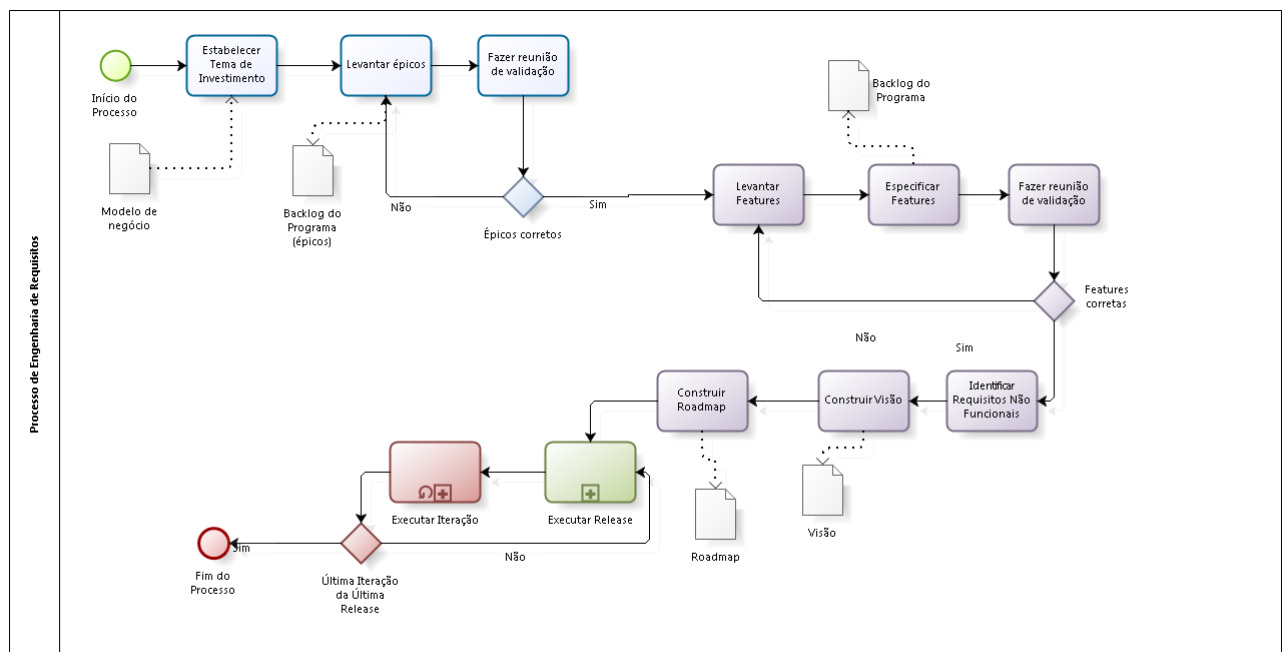 Processo de Engenharia de Requisitos
Início do
Processo
Estabelecer
Tema de
Investimento
Levantar épicos
Fazer reunião
de validação
Modelo de
negócio
Backlog do
Programa
(épicos)
Não
Épicos corretos
Sim
Levantar
Features
Backlog do
Programa
Especificar
Features
Fazer reunião
de validação
Features
corretas
Não
Sim
Identificar
Requisitos Não
Funcionais
Construir Visão
Visão
Construir
Roadmap
Roadmap
Executar Release
Executar Iteração
Última Iteração
da Última
Release
Não
Sim
Fim do
Processo